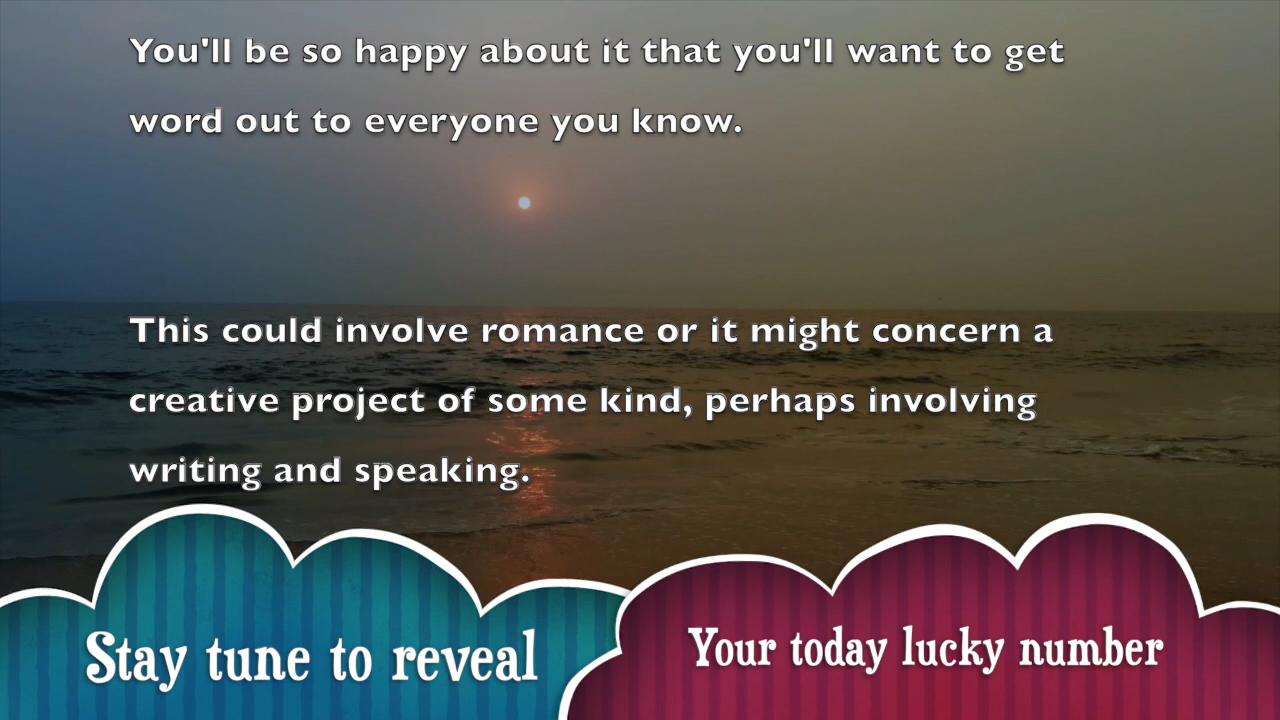 You'll be so happy about it that you'll want to get
word out to everyone you know.
This could involve romance or it might concern a
creative project of some kind, perhaps involving
writing and speaking.
Stay tune to reveal
Your today lucky number